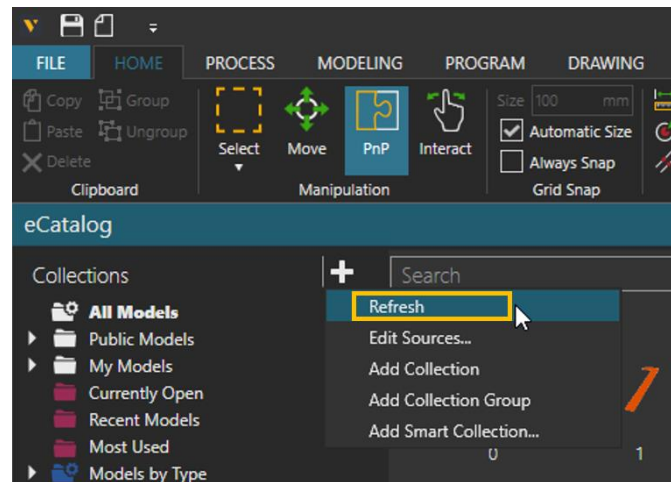 FILE HOME PROCESS MODELING PROGRAM DRAWING
Copy Group
Paste Ungroup
Delete
Clipboard
Select Move PnP Interact
Manipulation
Size 100 mm
Automatic Size
Always Snap
Grid Snap
eCatalog
Collections
Search
All Models
Public Models
My Models
Currently Open
Recent Models
Most Used
Models by Type
Refresh
Edit Sources...
Add Collection
Add Collection Group
Add Smart Collection...
0 1